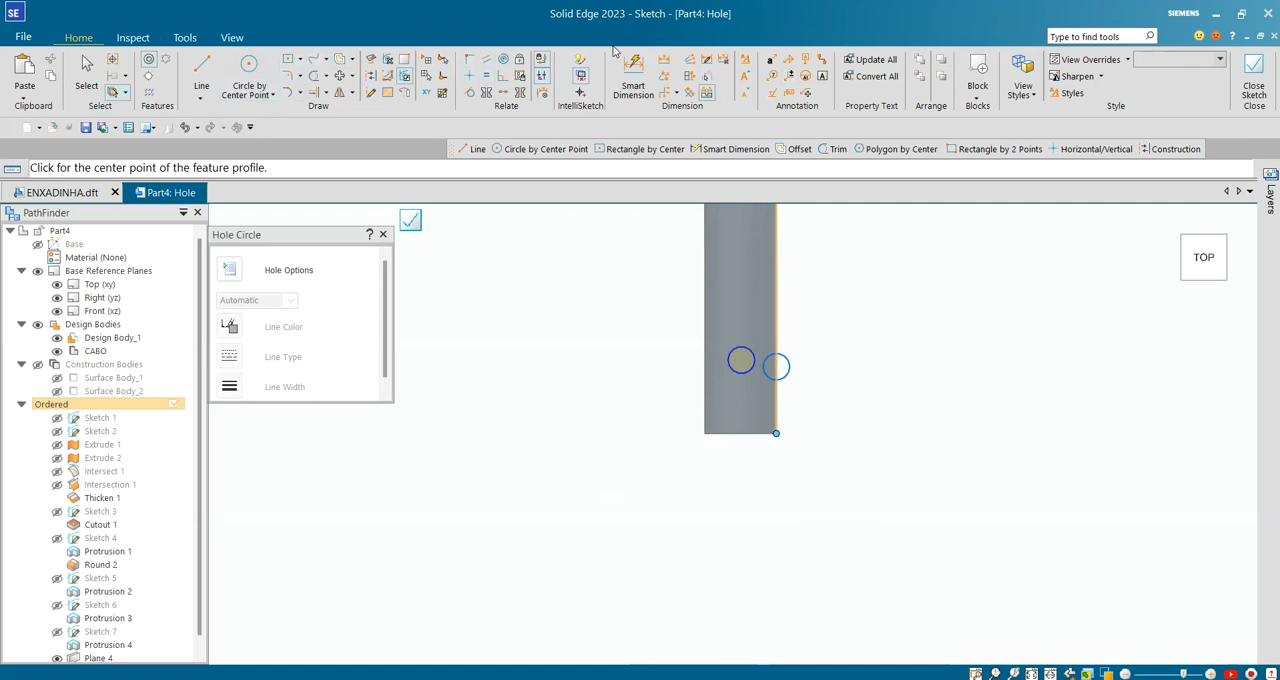 SE
Solid Edge 2023 - Sketch - [Part4: Hole]
SIEMENS
File
Home
Inspect
Tools
View
Type to find tools
Paste
Clipboard
Select
Select
Features
Line
Circle by
Center Point
Draw
Relate
IntelliSketch
Smart
Dimension
Dimension
Annotation
Update All
Convert All
Property Text
Arrange
Block
Blocks
View
Styles
View Overrides
Sharpen
Styles
Style
Close
Sketch
Close
Line
Circle by Center Point
Rectangle by Center
Smart Dimension
Offset
Trim
Polygon by Center
Rectangle by 2 Points
Horizontal/Vertical
Construction
Click for the center point of the feature profile.
ENXADINHA.dft
Part4: Hole
PathFinder
Part4
Base
Material (None)
Base Reference Planes
Top (xy)
Right (yz)
Front (xz)
Design Bodies
Design Body_1
CABO
Construction Bodies
Surface Body_1
Surface Body_2
Ordered
Sketch 1
Sketch 2
Extrude 1
Extrude 2
Intersect 1
Intersection 1
Thicken 1
Sketch 3
Cutout 1
Sketch 4
Protrusion 1
Round 2
Sketch 5
Protrusion 2
Sketch 6
Protrusion 3
Sketch 7
Protrusion 4
Plane 4
Hole Circle
?
Hole Options
Automatic
Line Color
Line Type
Line Width
TOP
Layers